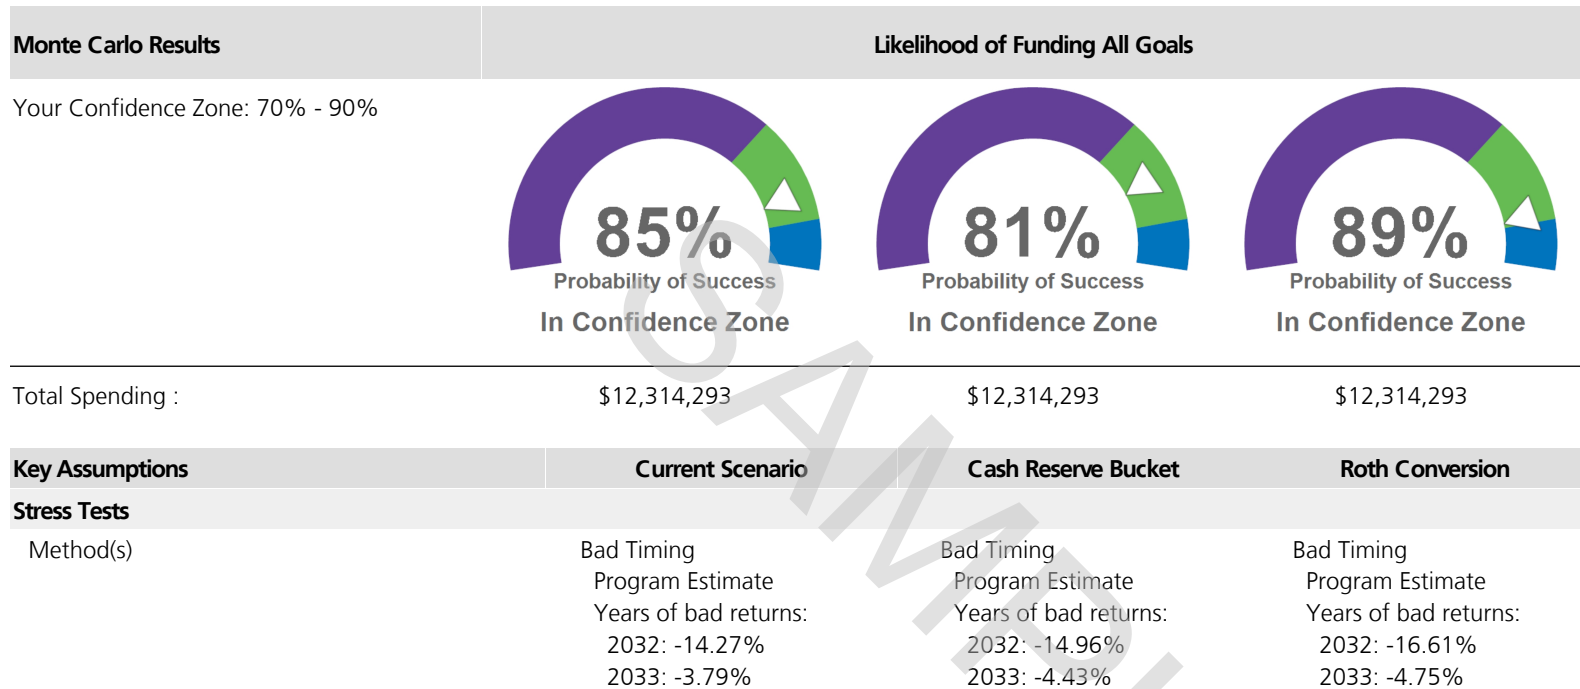 Monte Carlo Results Likelihood of Funding All Goals
Your Confidence Zone: 70% - 90%
85% 81% 89%
Probability of Success Probability of Success Probability of Success
In Confidence Zone In Confidence Zone In Confidence Zone
Total Spending : $12,314,293 $12,314,293 $12,314,293
Key Assumptions Current Scenario Cash Reserve Bucket Roth Conversion
Stress Tests
Method(s) Bad Timing Bad Timing Bad Timing
Program Estimate Program Estimate Program Estimate
Years of bad returns: Years of bad returns: Years of bad returns:
2032: -14.27% 2032: -14.96% 2032: -16.61%
2033: -3.79% 2033: -4.43% 2033: -4.75%